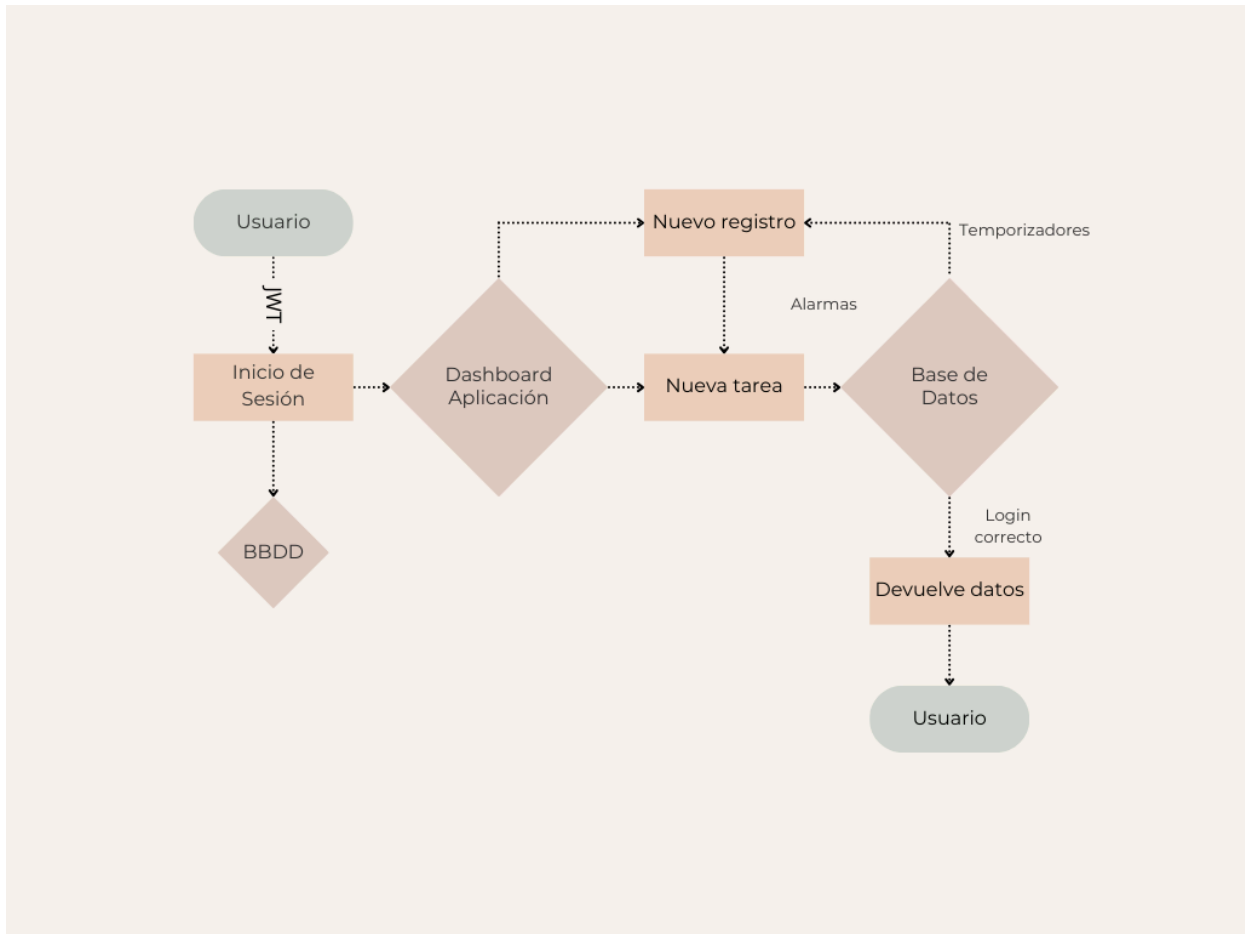 Usuario
Nuevo registro
Temporizadores
JWT
Alarmas
Inicio de
Sesión
Dashboard
Aplicación
Nueva tarea
Base de
Datos
BBDD
Login
correcto
Devuelve datos
Usuario